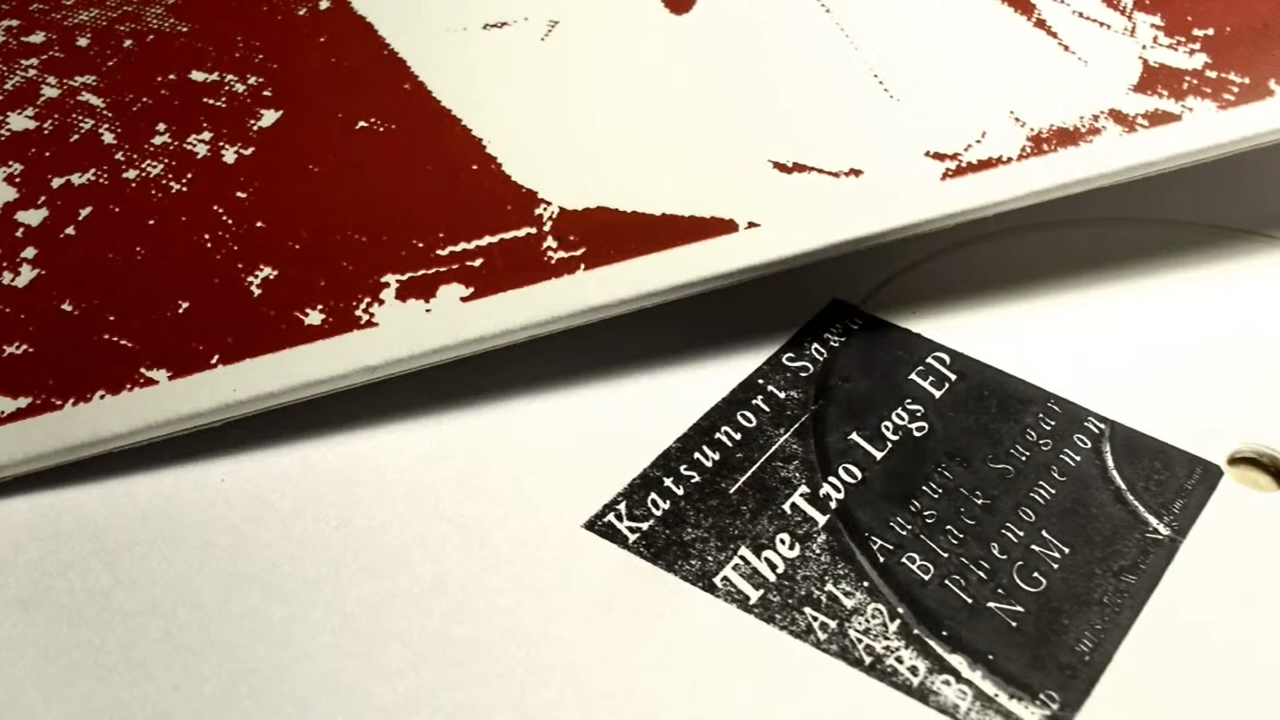 Katsunori Sawa
The Two Legs EP
A1. Augurs
A2. Black Sugar
B Phenomenon
B NGM